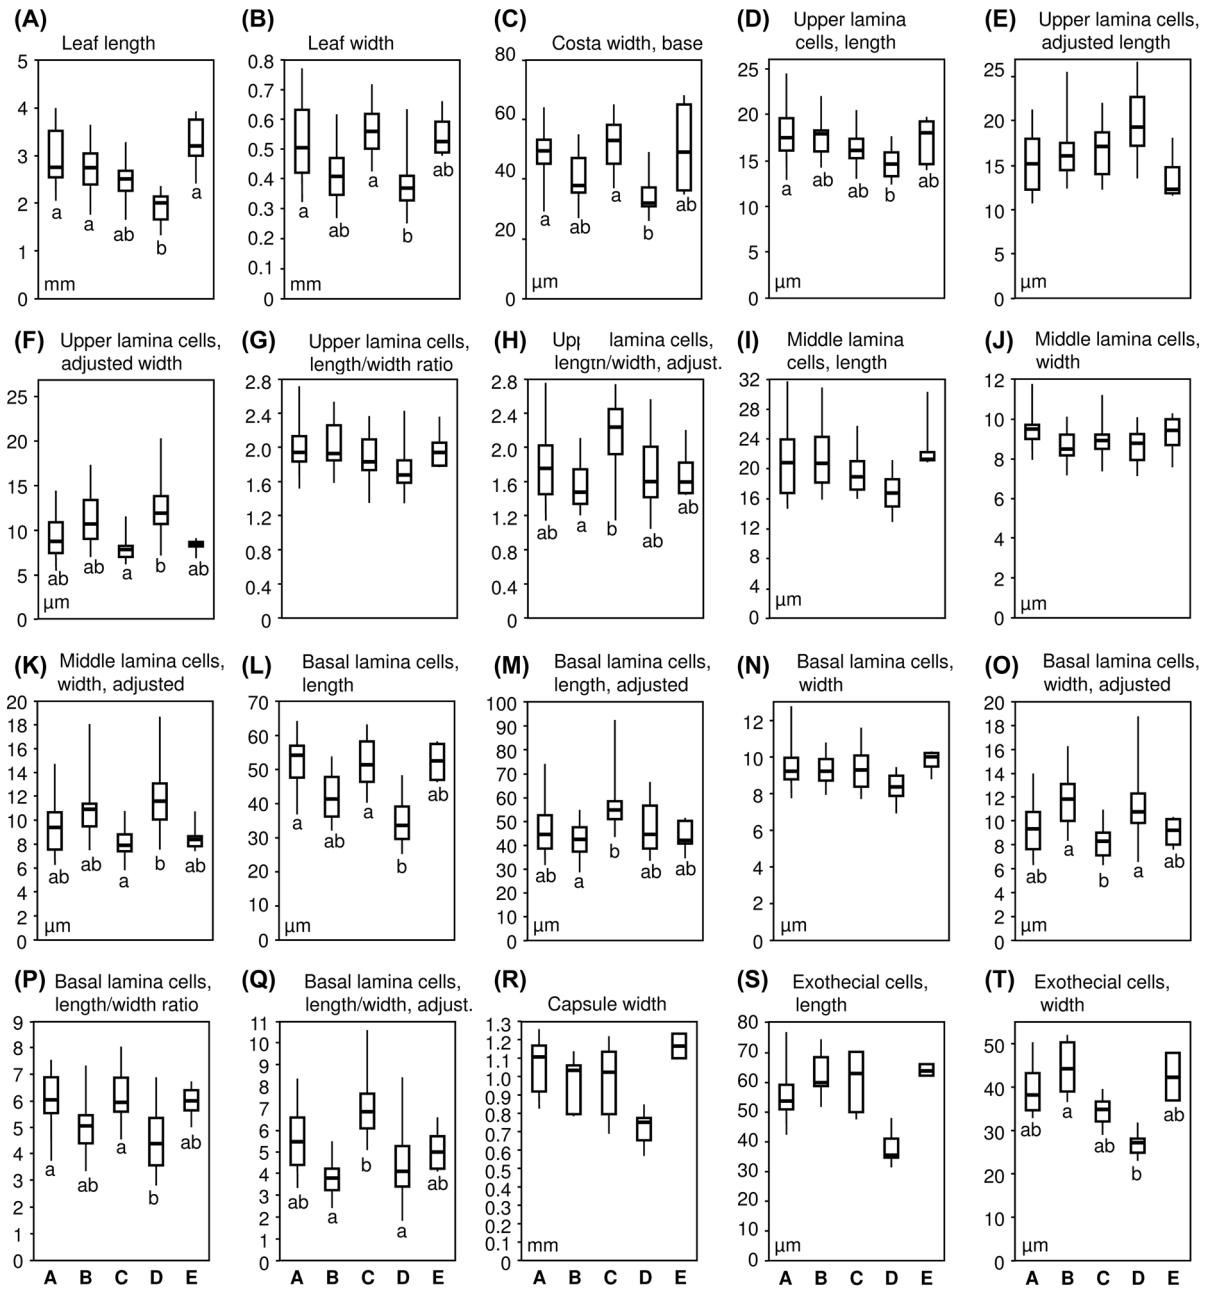 (A) Leaf length
5
4
3
2
1
0
a a ab b a
mm
(B) Leaf width
0.8
0.7
0.6
0.5
0.4
0.3
0.2
0.1
0
a ab a b ab
mm
(C) Costa width, base
80
60
40
20
0
a ab a b ab
µm
(D) Upper lamina
cells, length
25
20
15
10
5
0
a ab ab b ab
µm
(E) Upper lamina cells,
adjusted length
25
20
15
10
5
0
µm
(F) Upper lamina cells,
adjusted width
25
20
15
10
5
0
ab ab a b ab
µm
(G) Upper lamina cells,
length/width ratio
2.8
2.4
2.0
1.6
1.2
0.8
0.4
0
(H) lamina cells,
length/width, adjust.
2.8
2.4
2.0
1.6
1.2
0.8
0.4
0
ab a b ab ab
(I) Middle lamina
cells, length
32
28
24
20
16
12
8
4
0
µm
(J) Middle lamina cells,
width
12
10
8
6
4
2
0
µm
(K) Middle lamina cells,
width, adjusted
20
18
16
14
12
10
8
6
4
2
0
ab ab a b ab
µm
(L) Basal lamina cells,
length
70
60
50
40
30
20
10
0
a ab a b ab
µm
(M) Basal lamina cells,
length, adjusted
100
90
80
70
60
50
40
30
20
10
0
ab a b ab ab
µm
(N) Basal lamina cells,
width
12
10
8
6
4
2
0
µm
(O) Basal lamina cells,
width, adjusted
20
18
16
14
12
10
8
6
4
2
0
ab a b a ab
µm
(P) Basal lamina cells,
length/width ratio
9
8
7
6
5
4
3
2
1
0
a ab a b ab
A B C D E
(Q) Basal lamina cells,
length/width, adjust.
11
10
9
8
7
6
5
4
3
2
1
0
ab a b a ab
A B C D E
(R) Capsule width
1.3
1.2
1.1
1.0
0.9
0.8
0.7
0.6
0.5
0.4
0.3
0.2
0.1
0
mm
A B C D E
(S) Exothecial cells,
length
80
70
60
50
40
30
20
10
0
µm
A B C D E
(T) Exothecial cells,
width
50
40
30
20
10
0
ab a ab b ab
µm
A B C D E